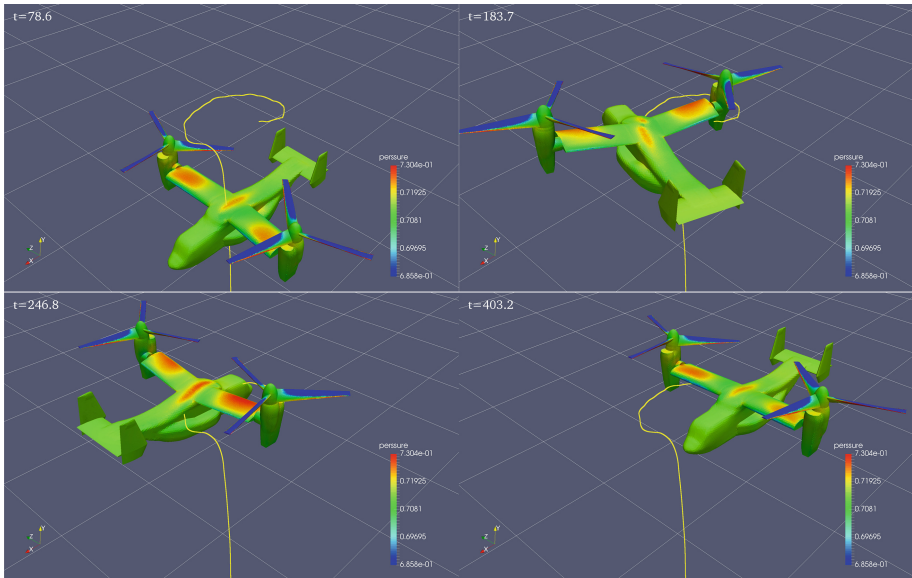 t=78.6
perssure
7.304e-01
0.71925
0.7081
0.69695
6.858e-01
Y
Z
X
t=183.7
perssure
7.304e-01
0.71925
0.7081
0.69695
6.858e-01
Y
Z
X
t=246.8
perssure
7.304e-01
0.71925
0.7081
0.69695
6.858e-01
Y
Z
X
t=403.2
perssure
7.304e-01
0.71925
0.7081
0.69695
6.858e-01
Y
Z
X